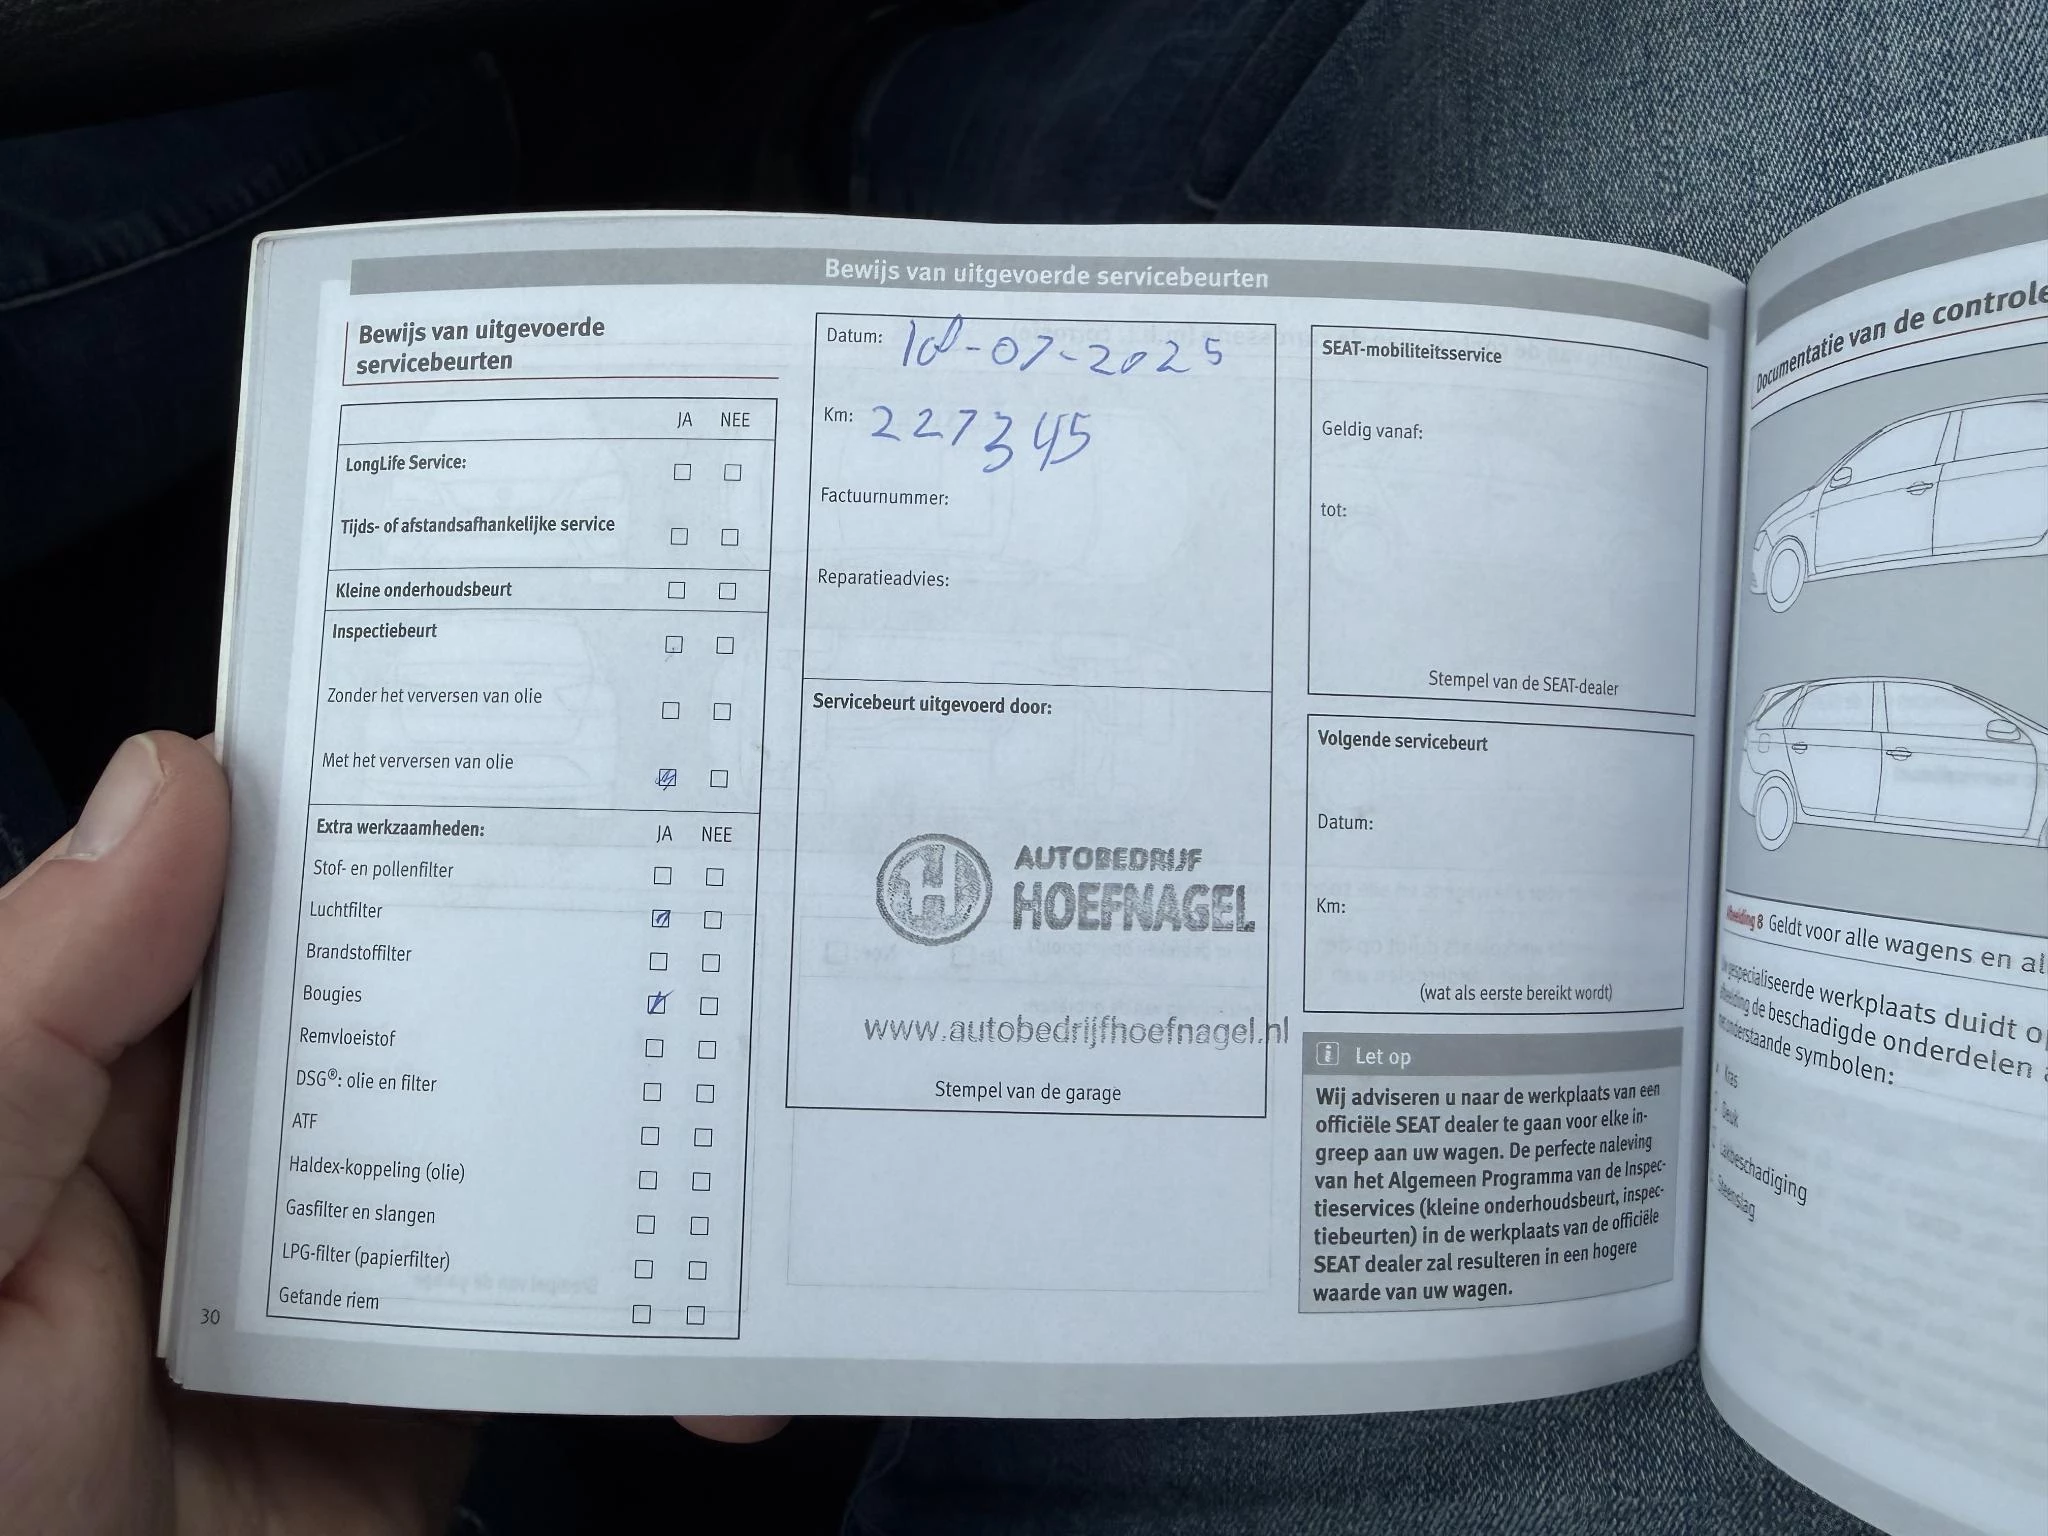 Bewijs van uitgevoerde servicebeurten
Bewijs van uitgevoerde
servicebeurten
JA NEE
LongLife Service:
Tijds- of afstandsafhankelijke service
Kleine onderhoudsbeurt
Inspectiebeurt
Zonder het verversen van olie
Met het verversen van olie
Extra werkzaamheden: JA NEE
Stof- en pollenfilter
Luchtfilter
Brandstoffilter
Bougies
Remvloeistof
DSG®: olie en filter
ATF
Haldex-koppeling (olie)
Gasfilter en slangen
LPG-filter (papierfilter)
Getande riem
30
Datum: 10-07-2025
Km: 227345
Factuurnummer:
Reparatieadvies:
Servicebeurt uitgevoerd door:
AUTOBEDRIJF
HOEFNAGEL
www.autobedrijfhoefnagel.nl
Stempel van de garage
SEAT-mobiliteitsservice
Geldig vanaf:
tot:
Stempel van de SEAT-dealer
Volgende servicebeurt
Datum:
Km:
(wat als eerste bereikt wordt)
i Let op
Wij adviseren u naar de werkplaats van een
officiële SEAT dealer te gaan voor elke in-
greep aan uw wagen. De perfecte naleving
van het Algemeen Programma van de Inspec-
tieservices (kleine onderhoudsbeurt, inspec-
tiebeurten) in de werkplaats van de officiële
SEAT dealer zal resulteren in een hogere
waarde van uw wagen.
Documentatie van de controle
Afbeelding 8 Geldt voor alle wagens en al
gespecialiseerde werkplaats duidt o
de beschadigde onderdelen
onderstaande symbolen:
Kras
Deuk
Lakbeschadiging
Steenslag